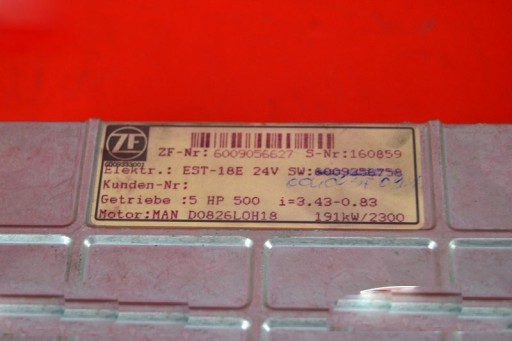 ZF
ZF-Nr: 6009056627 S-Nr:160859
Elektr.: EST-18E 24V SW:
Kunden-Nr:
Getriebe :5 HP 500 i=3.43-0.83
Motor:MAN D0826LOH18 191kW/2300